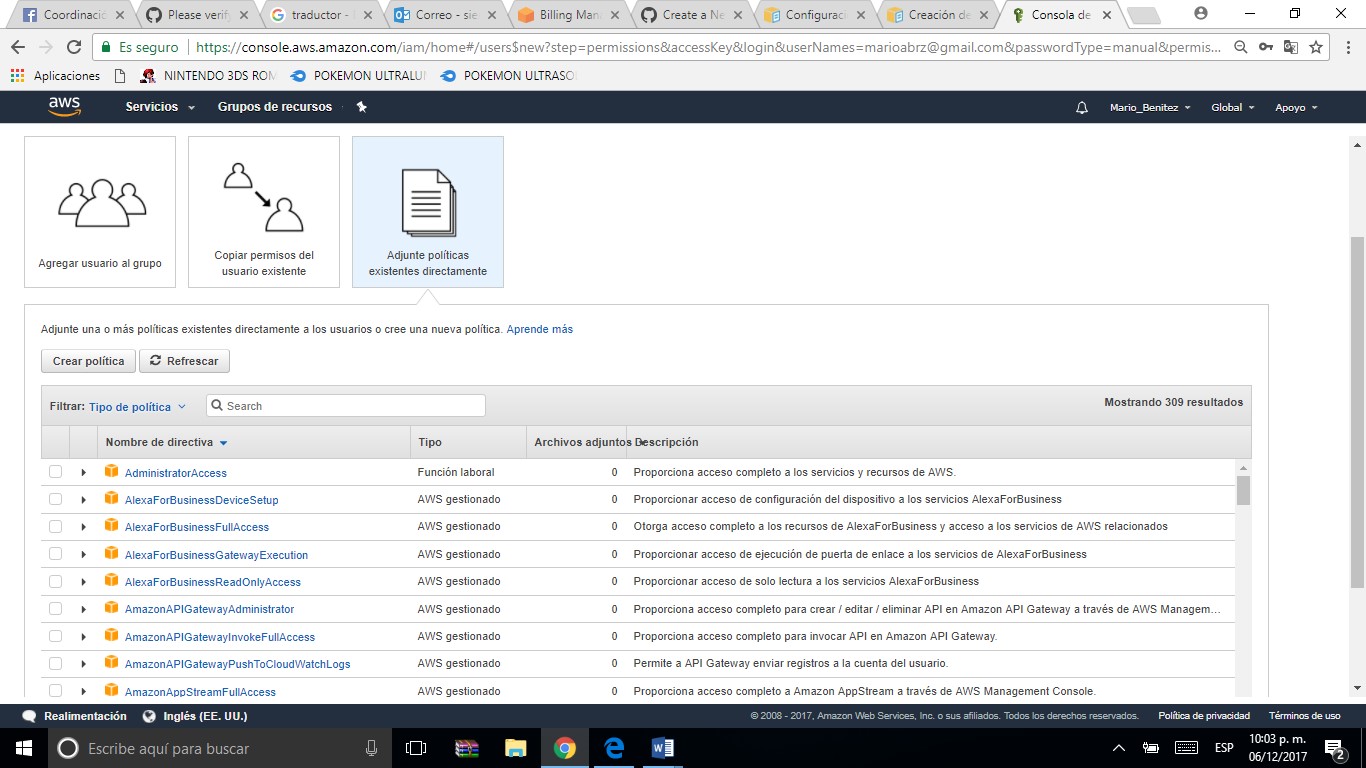 Coordinació
Please verify
traductor -
Correo - sie
Billing Man
Create a Ne
Configurac
Creación de
Consola de
Es seguro
https://console.aws.amazon.com/iam/home#/users$new?step=permissions&accessKey&login&userNames=marioabrz@gmail.com&passwordType=manual&permis...
Aplicaciones
NINTENDO 3DS ROM
POKEMON ULTRALUN
POKEMON ULTRASO
aws
Servicios
Grupos de recursos
Mario_Benitez
Global
Apoyo
Agregar usuario al grupo
Copiar permisos del
usuario existente
Adjunte políticas
existentes directamente
Adjunte una o más políticas existentes directamente a los usuarios o cree una nueva política. Aprende más
Crear política
Refrescar
Filtrar: Tipo de política
Search
Mostrando 309 resultados
Nombre de directiva
Tipo
Archivos adjuntos
Descripción
AdministratorAccess Función laboral 0 Proporciona acceso completo a los servicios y recursos de AWS.
AlexaForBusinessDeviceSetup AWS gestionado 0 Proporcionar acceso de configuración del dispositivo a los servicios AlexaForBusiness
AlexaForBusinessFullAccess AWS gestionado 0 Otorga acceso completo a los recursos de AlexaForBusiness y acceso a los servicios de AWS relacionados
AlexaForBusinessGatewayExecution AWS gestionado 0 Proporcionar acceso de ejecución de puerta de enlace a los servicios de AlexaForBusiness
AlexaForBusinessReadOnlyAccess AWS gestionado 0 Proporcionar acceso de solo lectura a los servicios AlexaForBusiness
AmazonAPIGatewayAdministrator AWS gestionado 0 Proporciona acceso completo para crear / editar / eliminar API en Amazon API Gateway a través de AWS Managem...
AmazonAPIGatewayInvokeFullAccess AWS gestionado 0 Proporciona acceso completo para invocar API en Amazon API Gateway.
AmazonAPIGatewayPushToCloudWatchLogs AWS gestionado 0 Permite a API Gateway enviar registros a la cuenta del usuario.
AmazonAppStreamFullAccess AWS gestionado 0 Proporciona acceso completo a Amazon AppStream a través de AWS Management Console.
Realimentación
Inglés (EE. UU.)
© 2008 - 2017, Amazon Web Services, Inc. o sus afiliados. Todos los derechos reservados.
Política de privacidad
Términos de uso
Escribe aquí para buscar
ESP
10:03 p. m.
06/12/2017
2